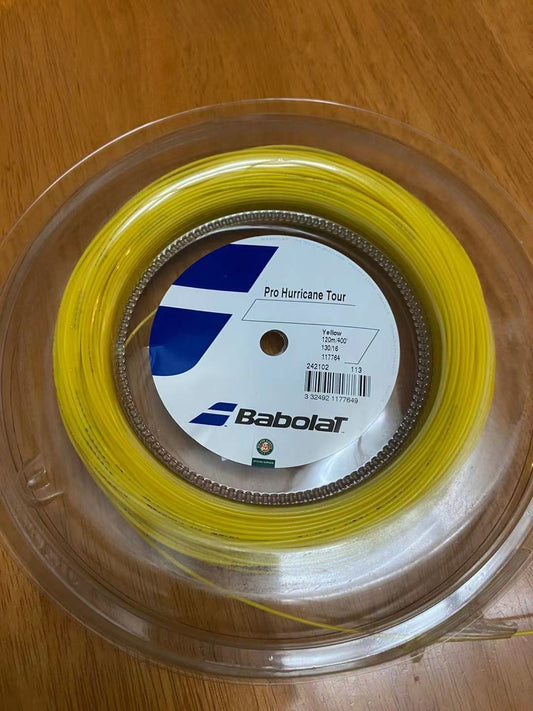 Pro Hurricane Tour
Yellow
120m/400'
130/16
117764
242102 113
3 32492 1177649
BabolaT